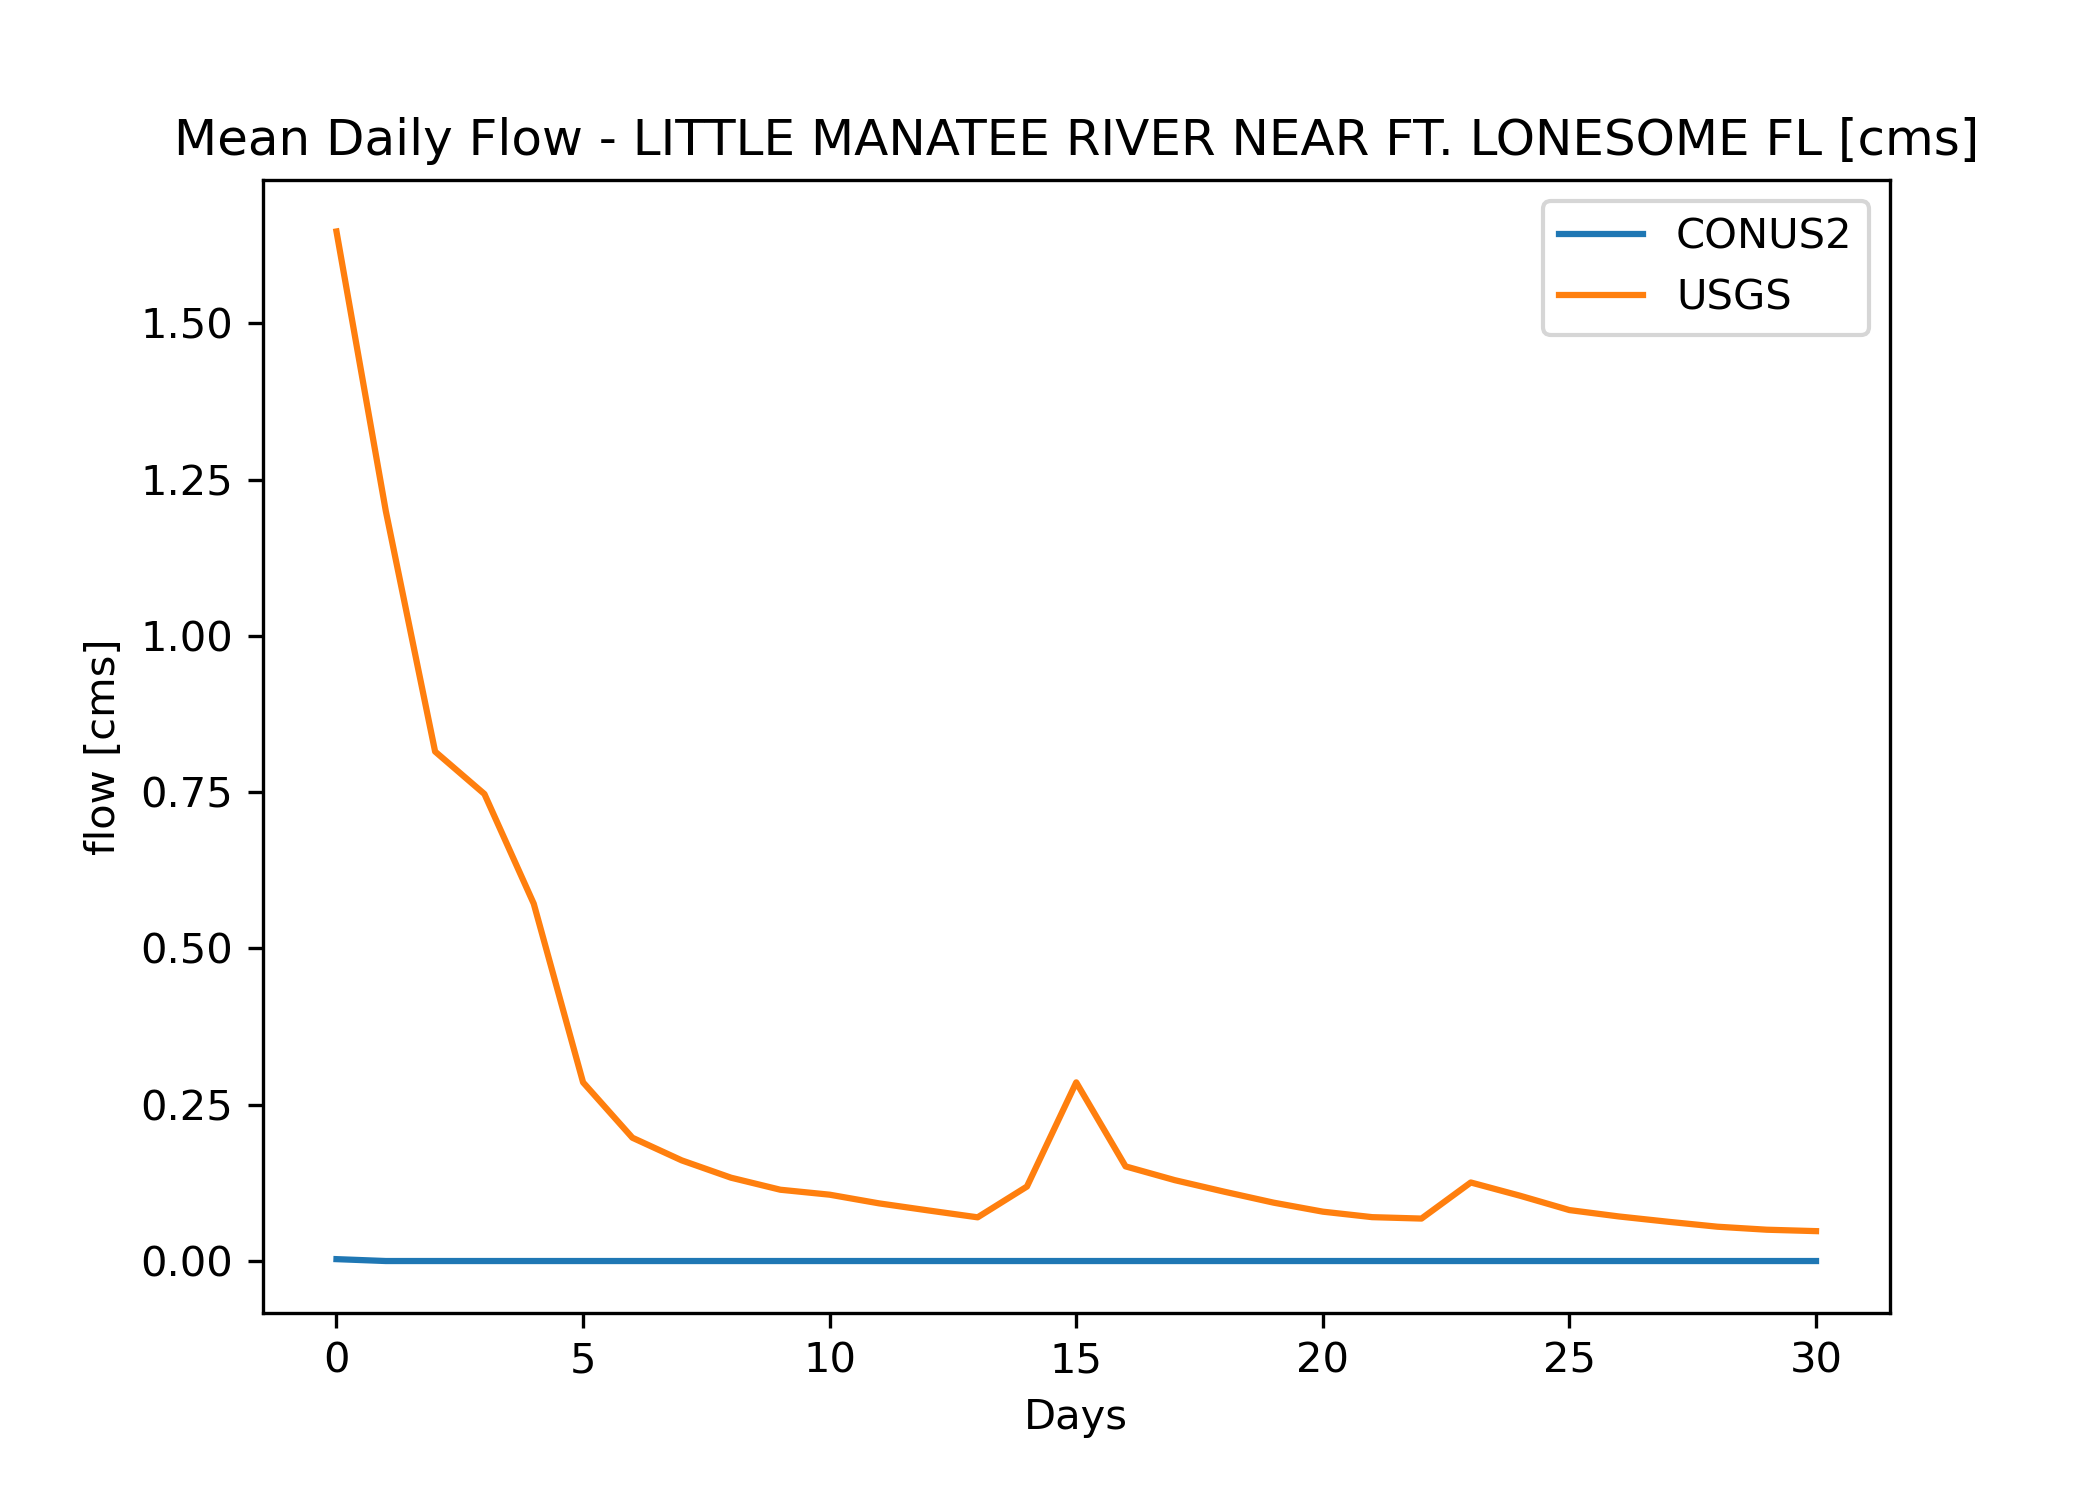 Mean Daily Flow - LITTLE MANATEE RIVER NEAR FT. LONESOME FL [cms]
CONUS2
USGS
1.50
1.25
1.00
0.75
0.50
0.25
0.00
flow [cms]
0 5 10 15 20 25 30
Days